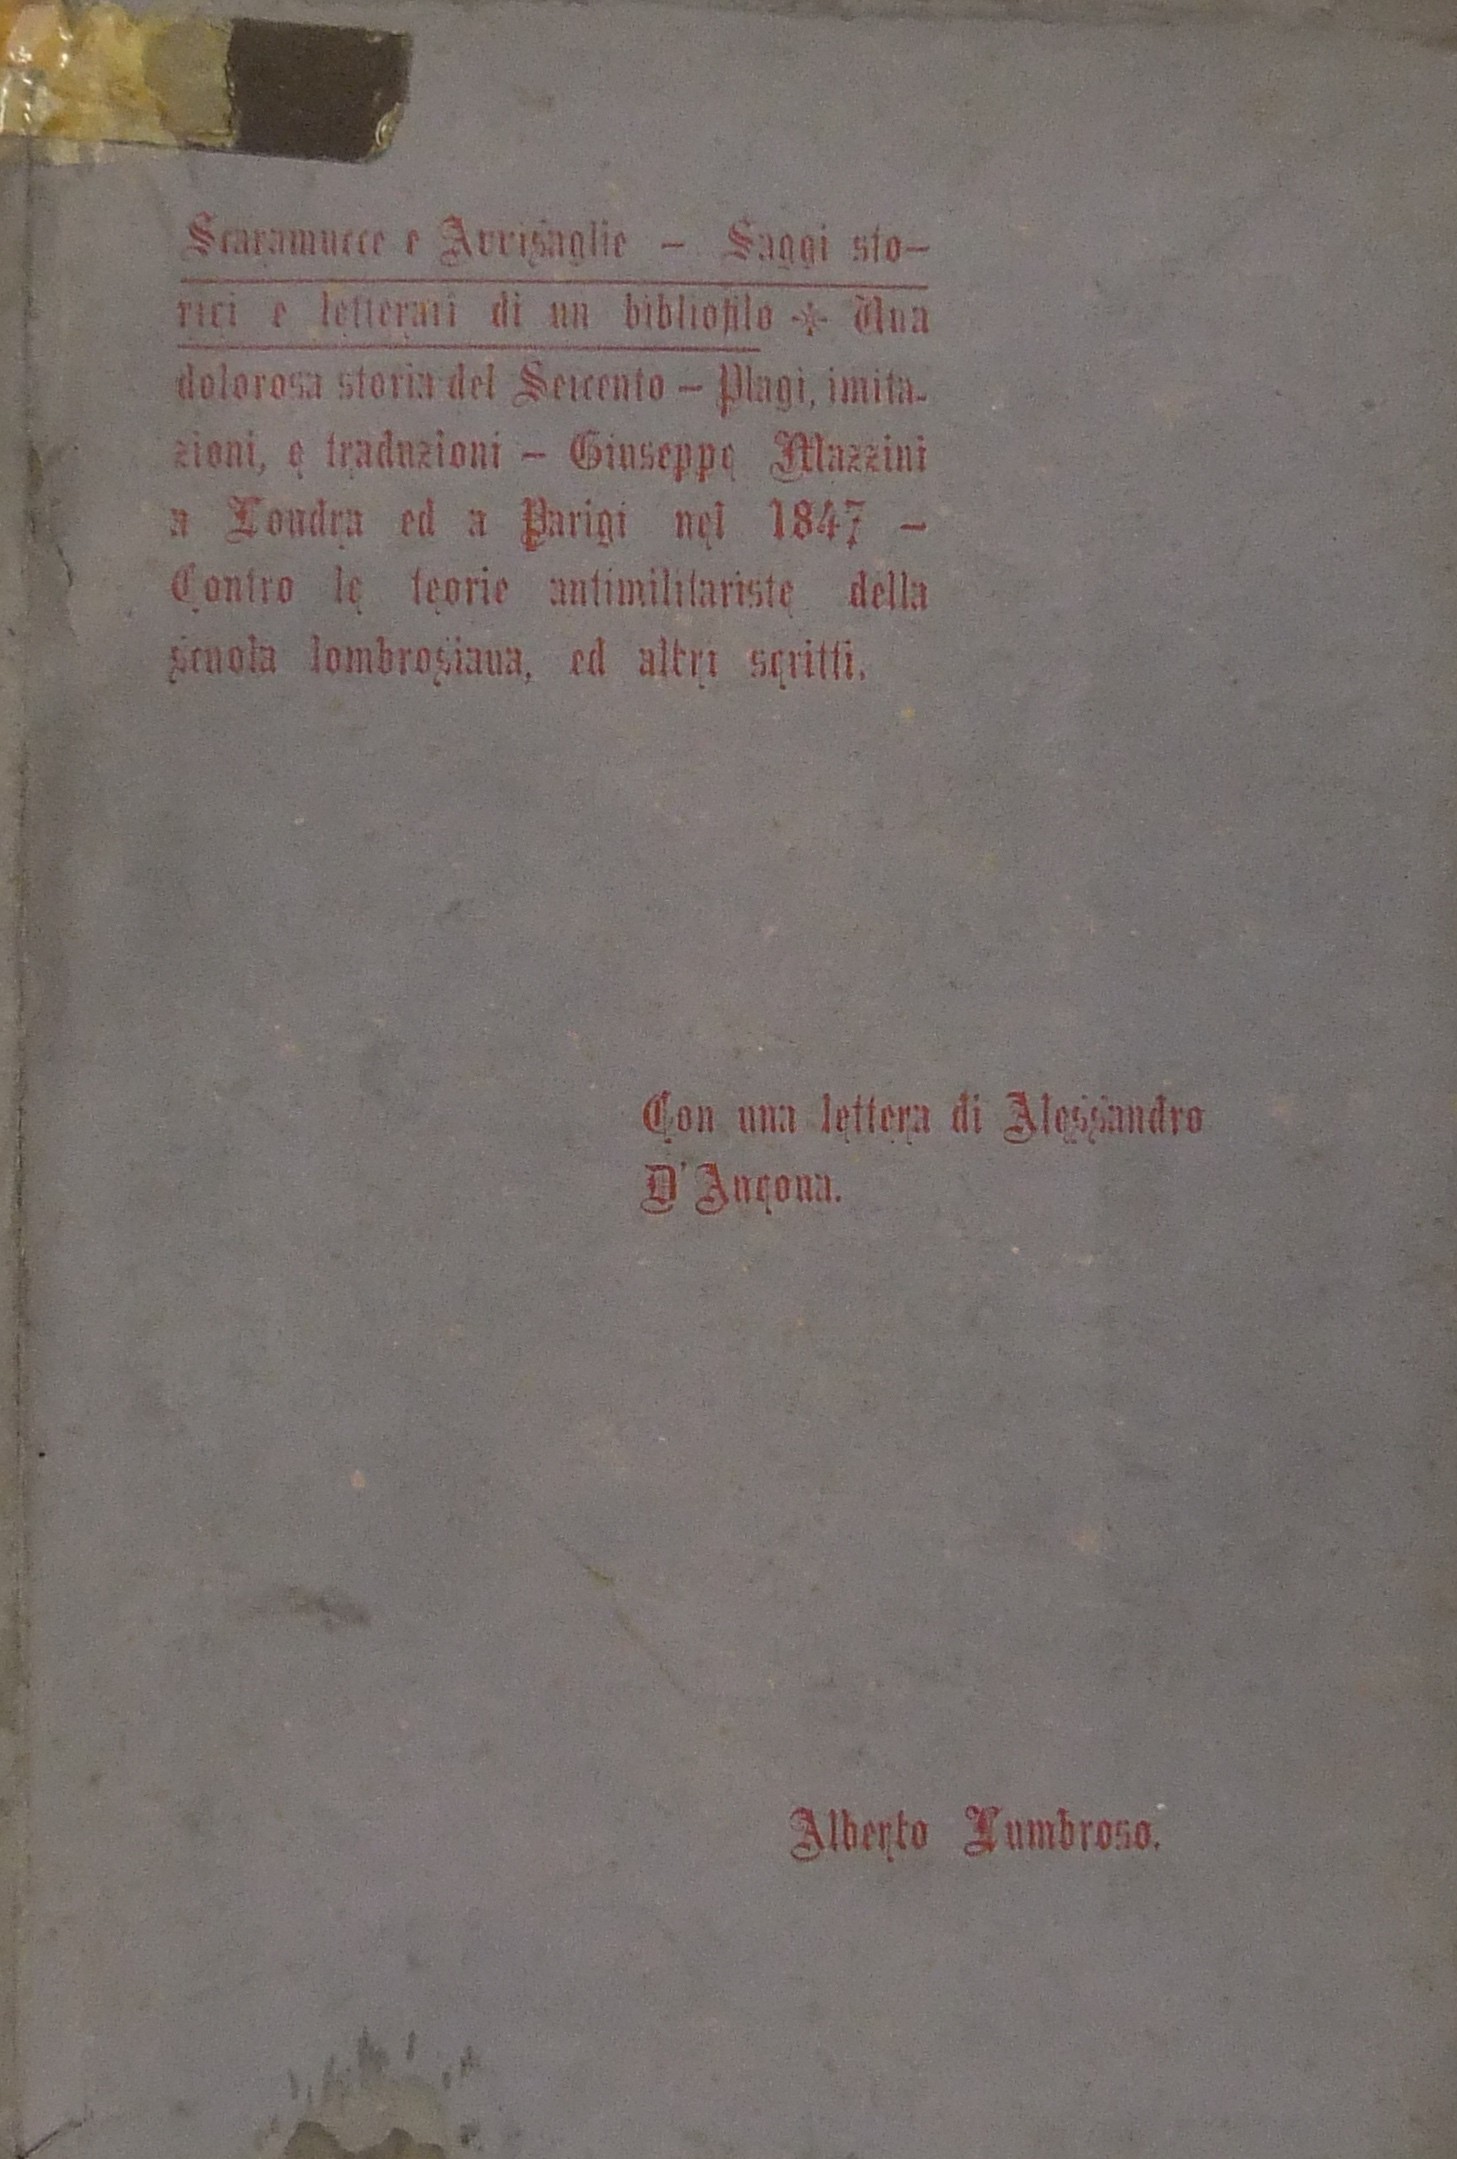 Scaramucce e Avvisaglie — Saggi sto-
rici e letterari di un bibliofilo * Una
dolorosa storia del Seicento — Plagi, imita-
zioni, e traduzioni — Giuseppe Mazzini
a Londra ed a Parigi nel 1847 —
Contro le teorie antimilitariste della
scuola lombrosiana, ed altri scritti.
Con una lettera di Alessandro
D'Ancona.
Alberto Lumbroso.